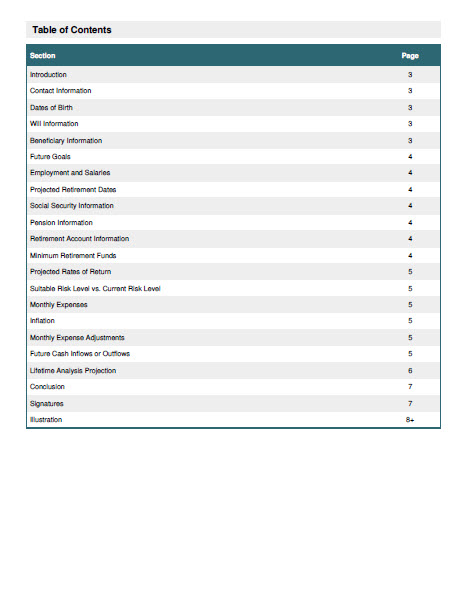 Table of Contents
Section Page
Introduction 3
Contact Information 3
Dates of Birth 3
Will Information 3
Beneficiary Information 3
Future Goals 4
Employment and Salaries 4
Projected Retirement Dates 4
Social Security Information 4
Pension Information 4
Retirement Account Information 4
Minimum Retirement Funds 4
Projected Rates of Return 5
Suitable Risk Level vs. Current Risk Level 5
Monthly Expenses 5
Inflation 5
Monthly Expense Adjustments 5
Future Cash Inflows or Outflows 5
Lifetime Analysis Projection 6
Conclusion 7
Signatures 7
Illustration 8+